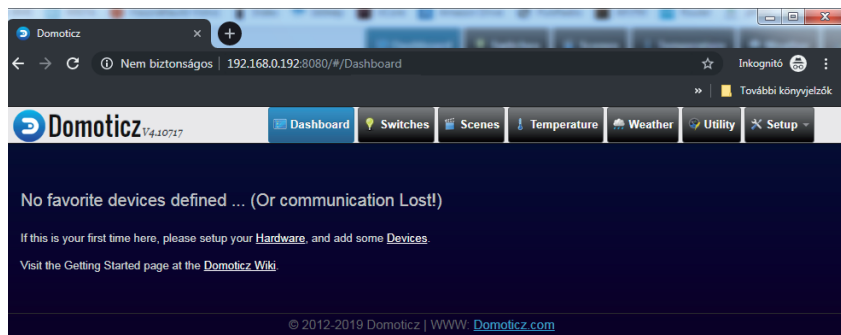 Domoticz
Nem biztonságos | 192.168.0.192:8080/#/Dashboard
Inkognitó
» További könyvjelzők
Domoticz V4.10717
Dashboard Switches Scenes Temperature Weather Utility Setup
No favorite devices defined ... (Or communication Lost!)
If this is your first time here, please setup your Hardware, and add some Devices.
Visit the Getting Started page at the Domoticz Wiki.
© 2012-2019 Domoticz | WWW: Domoticz.com